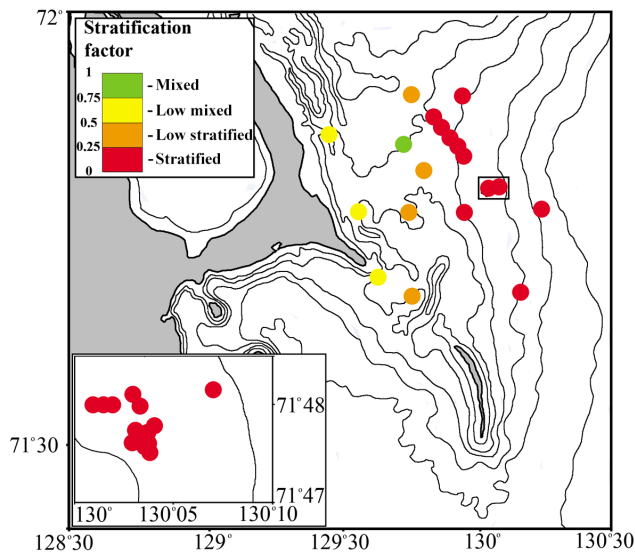 72°
Stratification
factor
1
- Mixed
0.75
- Low mixed
0.5
- Low stratified
0.25
- Stratified
0
71°48
71°30
71°47
130° 130°05 130°10
128°30 129° 129°30 130° 130°30